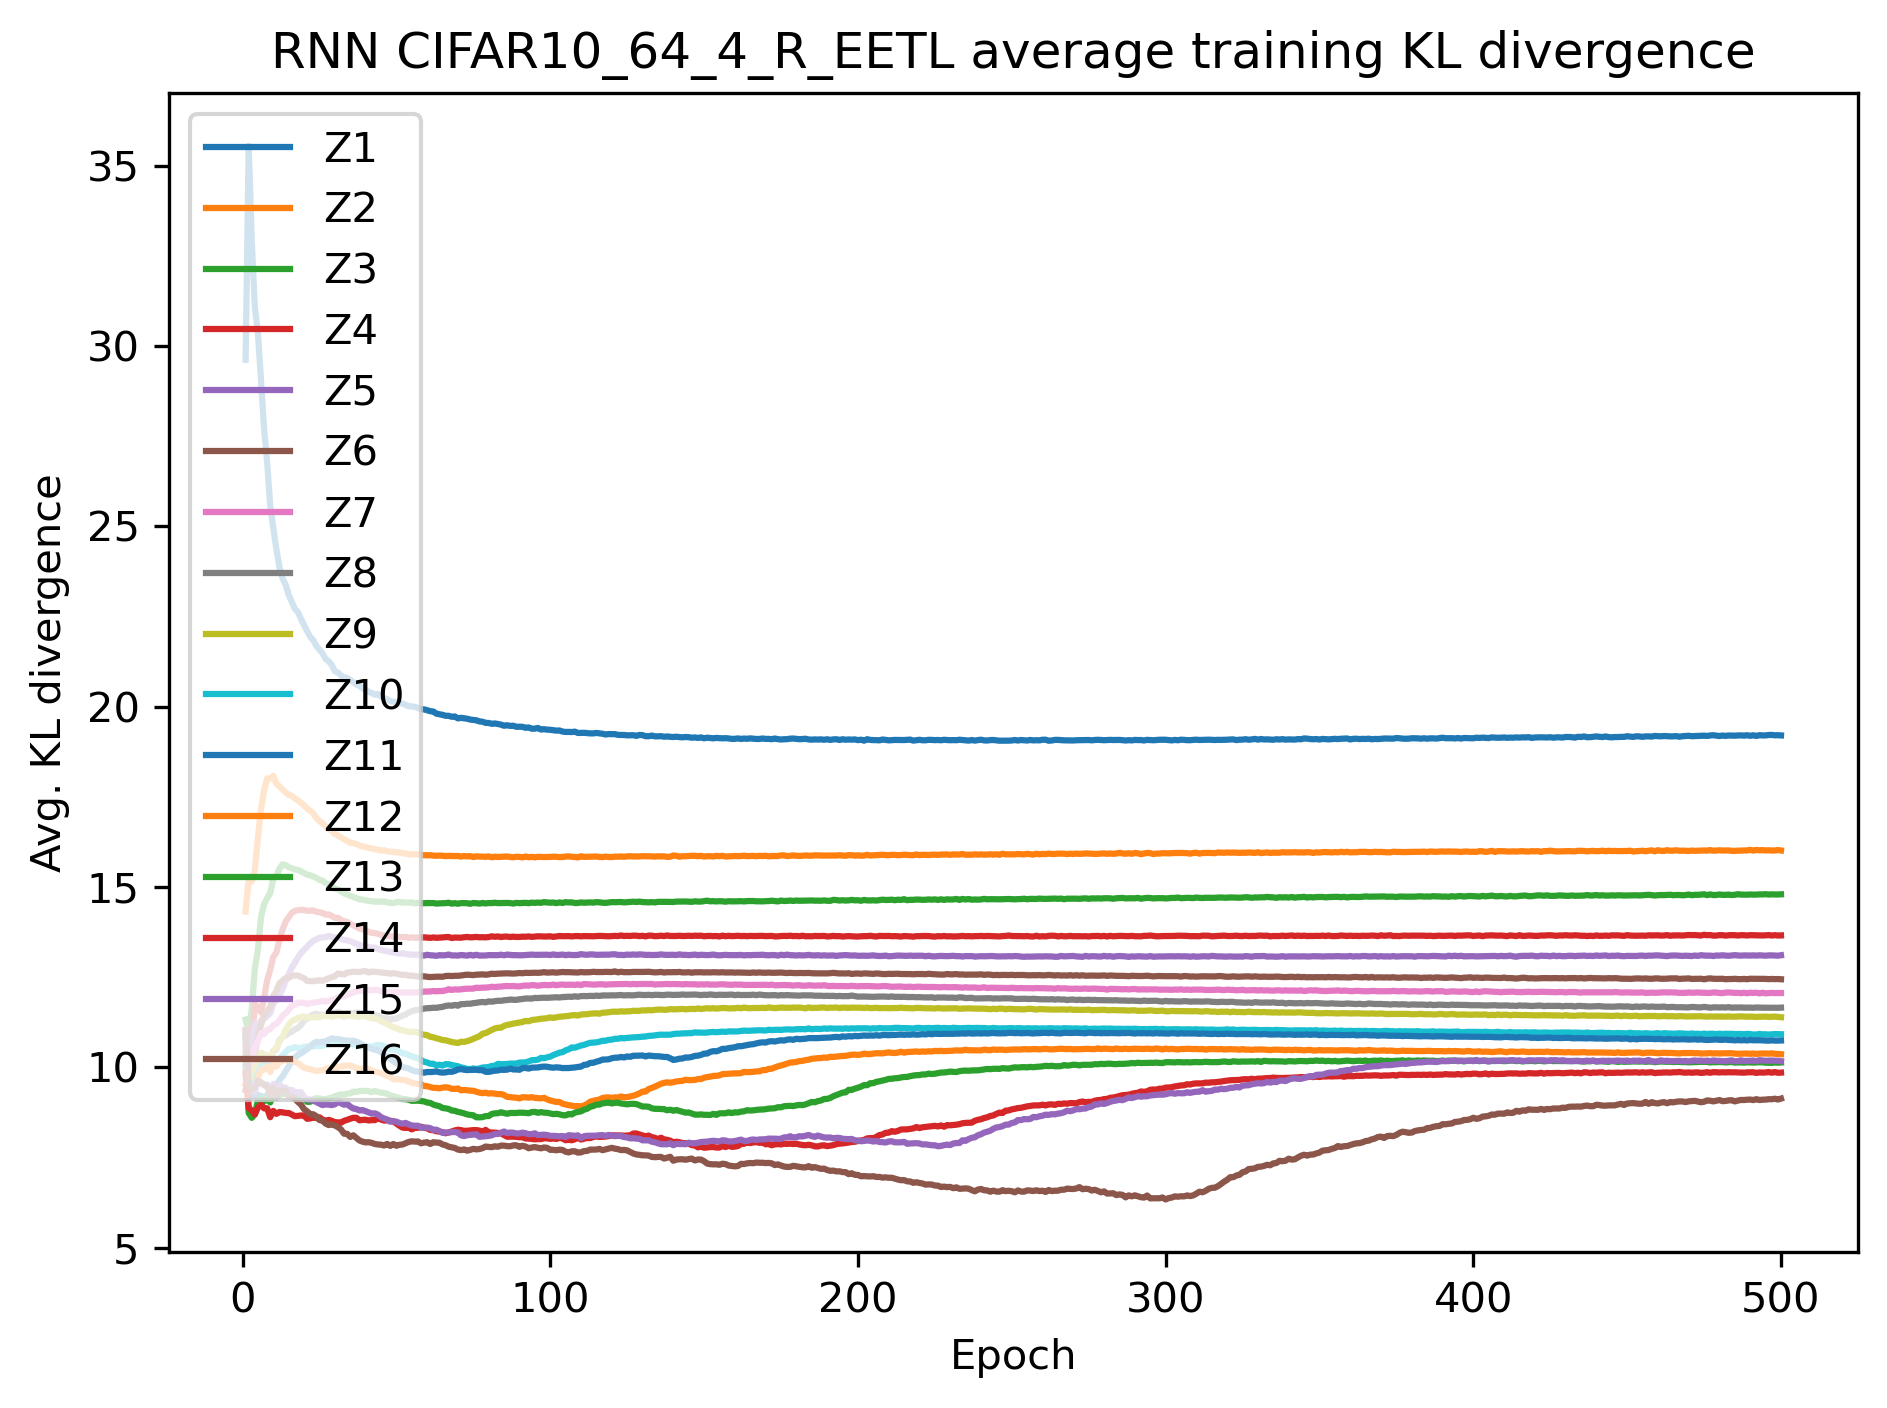 RNN CIFAR10_64_4_R_EETL average training KL divergence
Avg. KL divergence
35
30
25
20
15
10
5
Z1
Z2
Z3
Z4
Z5
Z6
Z7
Z8
Z9
Z10
Z11
Z12
Z13
Z14
Z15
Z16
0 100 200 300 400 500
Epoch